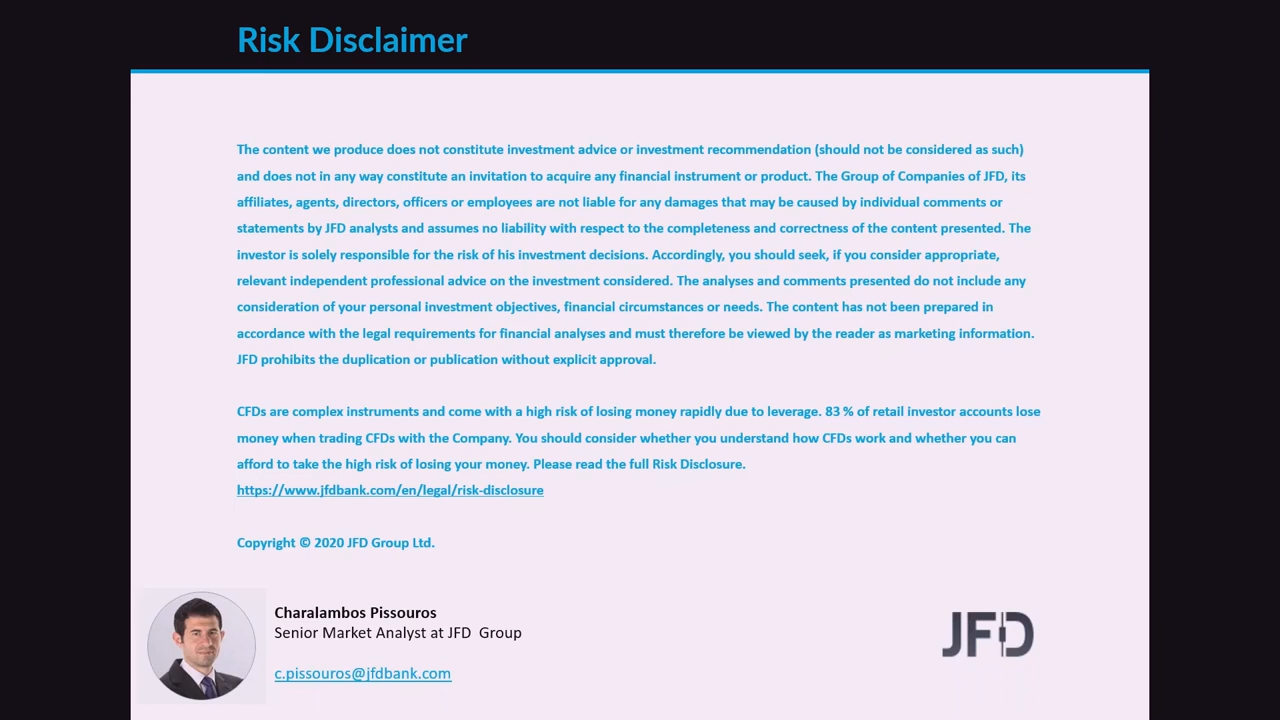 Risk Disclaimer
The content we produce does not constitute investment advice or investment recommendation (should not be considered as such)
and does not in any way constitute an invitation to acquire any financial instrument or product. The Group of Companies of JFD, its
affiliates, agents, directors, officers or employees are not liable for any damages that may be caused by individual comments or
statements by JFD analysts and assumes no liability with respect to the completeness and correctness of the content presented. The
investor is solely responsible for the risk of his investment decisions. Accordingly, you should seek, if you consider appropriate,
relevant independent professional advice on the investment considered. The analyses and comments presented do not include any
consideration of your personal investment objectives, financial circumstances or needs. The content has not been prepared in
accordance with the legal requirements for financial analyses and must therefore be viewed by the reader as marketing information.
JFD prohibits the duplication or publication without explicit approval.
CFDs are complex instruments and come with a high risk of losing money rapidly due to leverage. 83 % of retail investor accounts lose
money when trading CFDs with the Company. You should consider whether you understand how CFDs work and whether you can
afford to take the high risk of losing your money. Please read the full Risk Disclosure.
https://www.jfdbank.com/en/legal/risk-disclosure
Copyright © 2020 JFD Group Ltd.
Charalambos Pissouros
Senior Market Analyst at JFD Group
c.pissouros@jfdbank.com
JFD